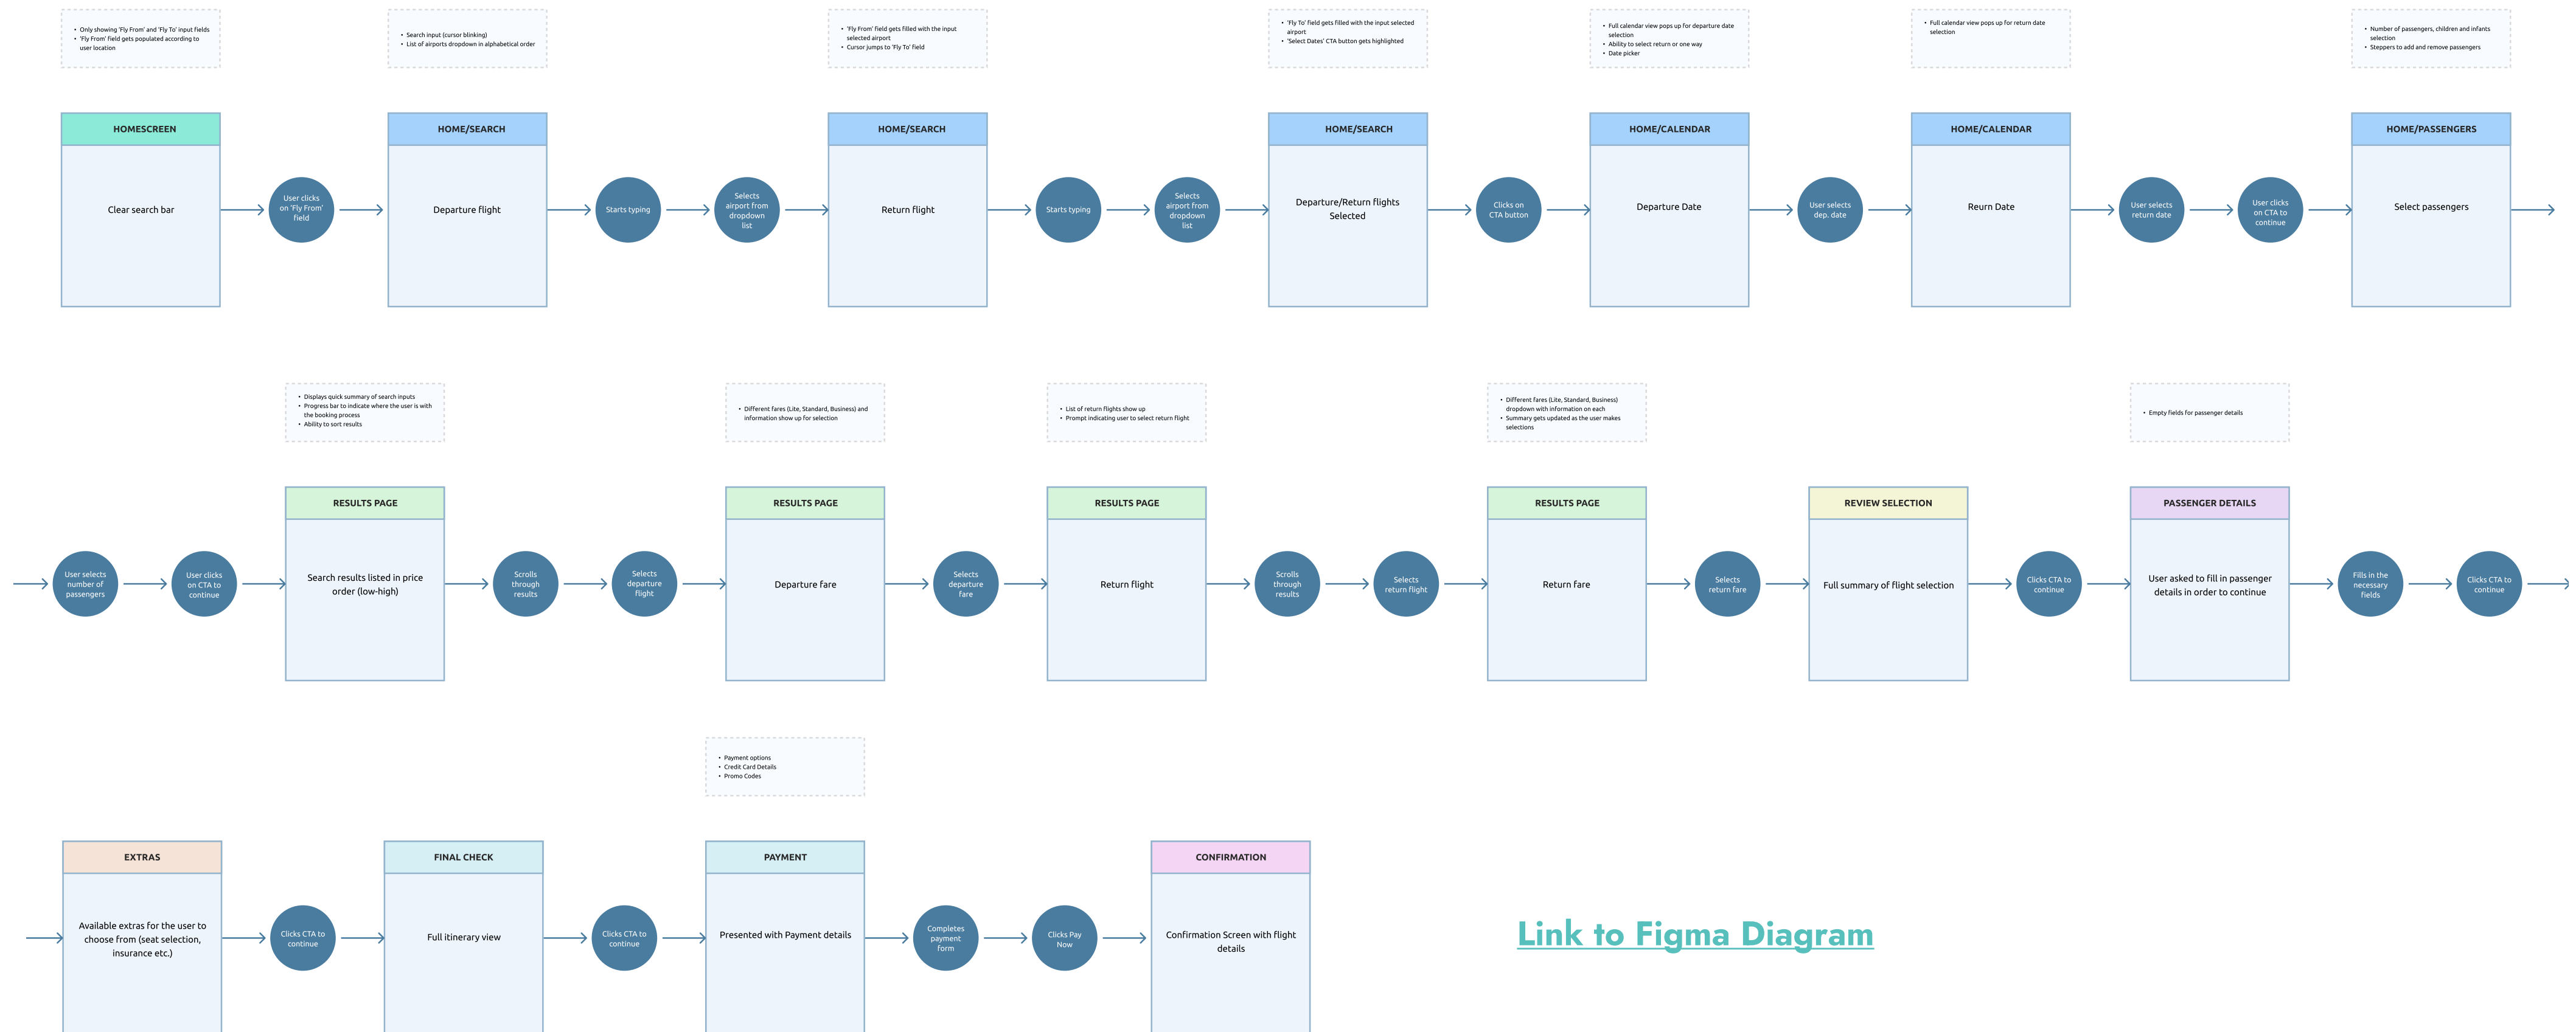 • Only showing 'Fly From' and 'Fly To' input fields
• 'Fly From' field gets populated according to
user location
• Search input (cursor blinking)
• List of airports dropdown in alphabetical order
• 'Fly From' field gets filled with the input
selected airport
• Cursor jumps to 'Fly To' field
• 'Fly To' field gets filled with the input selected
airport
• 'Select Dates' CTA button gets highlighted
• Full calendar view pops up for departure date
selection
• Ability to select return or one way
• Date picker
• Full calendar view pops up for return date
selection
• Number of passengers, children and infants
selection
• Steppers to add and remove passengers
HOMESCREEN
Clear search bar
User clicks
on 'Fly From'
field
HOME/SEARCH
Departure flight
Starts typing
Selects
airport from
dropdown
list
HOME/SEARCH
Return flight
Starts typing
Selects
airport from
dropdown
list
HOME/SEARCH
Departure/Return flights
Selected
Clicks on
CTA button
HOME/CALENDAR
Departure Date
User selects
dep. date
HOME/CALENDAR
Reurn Date
User selects
return date
User clicks
on CTA to
continue
HOME/PASSENGERS
Select passengers
• Displays quick summary of search inputs
• Progress bar to indicate where the user is with
the booking process
• Ability to sort results
• Different fares (Lite, Standard, Business) and
information show up for selection
• List of return flights show up
• Prompt indicating user to select return flight
• Different fares (Lite, Standard, Business)
dropdown with information on each
• Summary gets updated as the user makes
selections
• Empty fields for passenger details
User selects
number of
passengers
User clicks
on CTA to
continue
RESULTS PAGE
Search results listed in price
order (low-high)
Scrolls
through
results
Selects
departure
flight
RESULTS PAGE
Departure fare
Selects
departure
fare
RESULTS PAGE
Return flight
Scrolls
through
results
Selects
return flight
RESULTS PAGE
Return fare
Selects
return fare
REVIEW SELECTION
Full summary of flight selection
Clicks CTA to
continue
PASSENGER DETAILS
User asked to fill in passenger
details in order to continue
Fills in the
necessary
fields
Clicks CTA to
continue
• Payment options
• Credit Card Details
• Promo Codes
EXTRAS
Available extras for the user to
choose from (seat selection,
insurance etc.)
Clicks CTA to
continue
FINAL CHECK
Full itinerary view
Clicks CTA to
continue
PAYMENT
Presented with Payment details
Completes
payment
form
Clicks Pay
Now
CONFIRMATION
Confirmation Screen with flight
details
Link to Figma Diagram